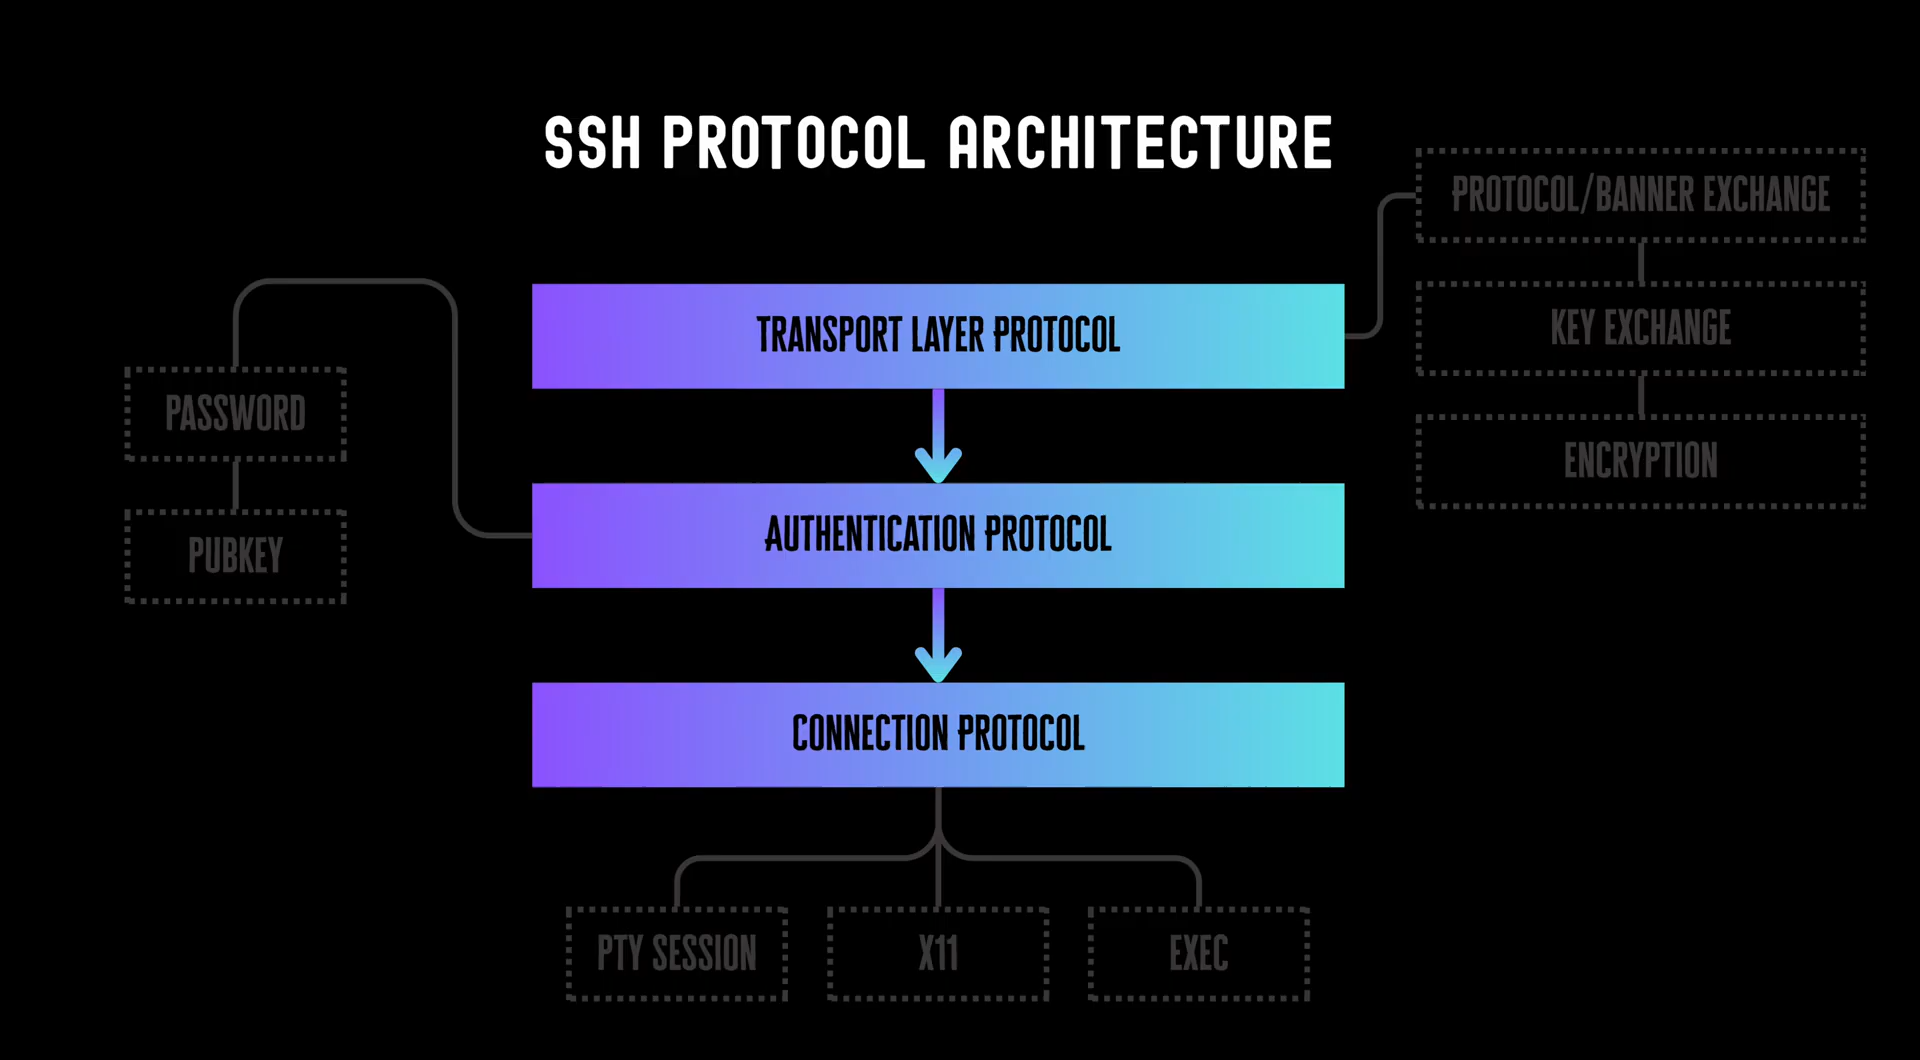 SSH PROTOCOL ARCHITECTURE
PROTOCOL/BANNER EXCHANGE
TRANSPORT LAYER PROTOCOL
KEY EXCHANGE
PASSWORD
ENCRYPTION
AUTHENTICATION PROTOCOL
PUBKEY
CONNECTION PROTOCOL
PTY SESSION
X11
EXEC